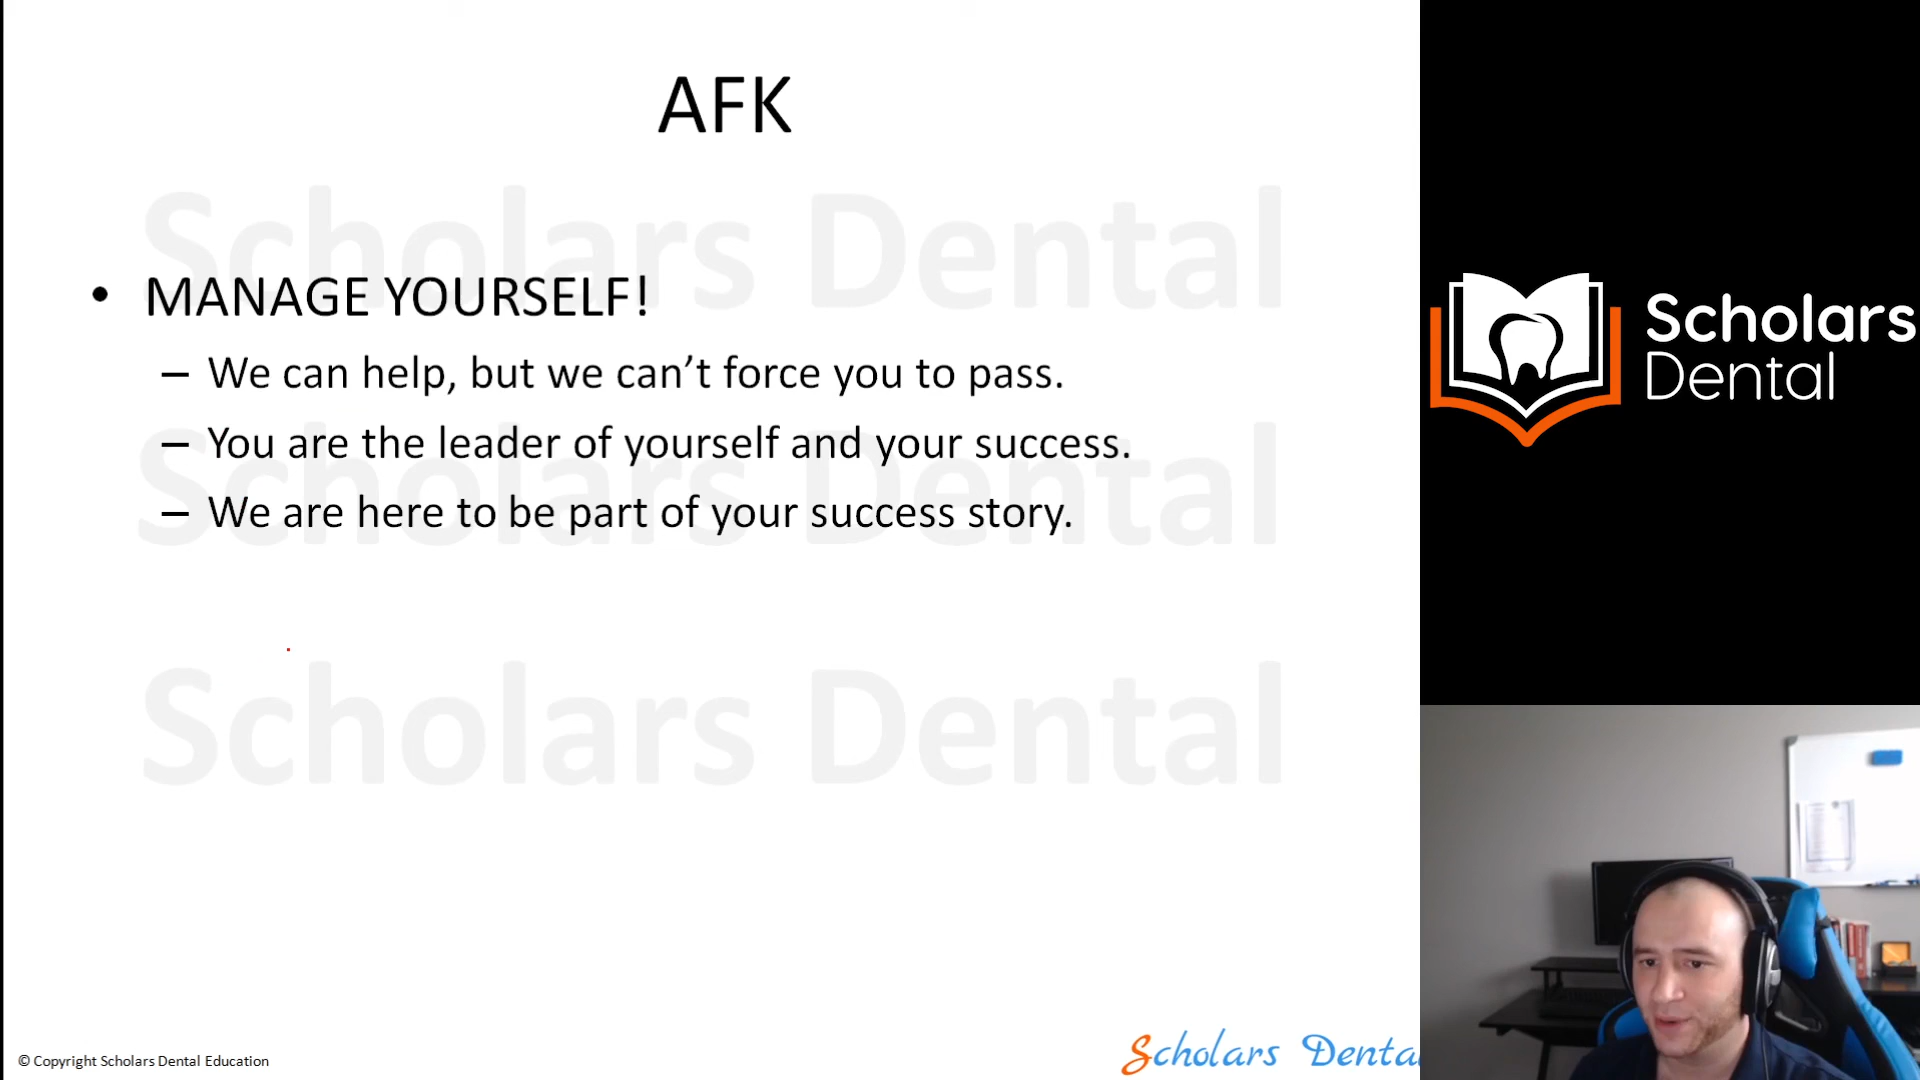 AFK
Scholars Dental
• MANAGE YOURSELF!
– We can help, but we can’t force you to pass.
– You are the leader of yourself and your success.
Scholars Dental
– We are here to be part of your success story.
Scholars Dental
© Copyright Scholars Dental Education
Scholars Denta
Scholars
Dental